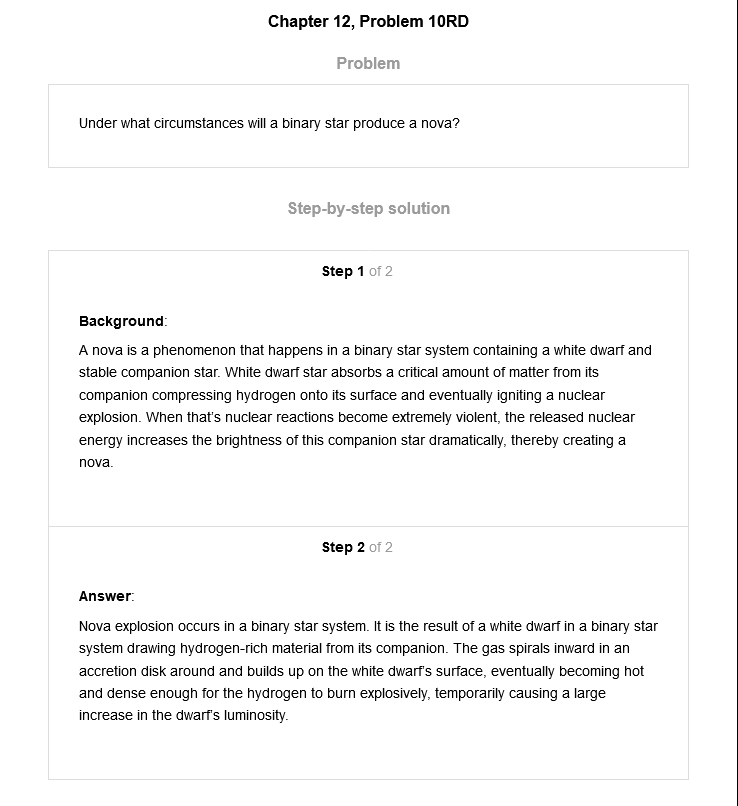 Chapter 12, Problem 10RD
Problem
Under what circumstances will a binary star produce a nova?
Step-by-step solution
Step 1 of 2
Background:
A nova is a phenomenon that happens in a binary star system containing a white dwarf and
stable companion star. White dwarf star absorbs a critical amount of matter from its
companion compressing hydrogen onto its surface and eventually igniting a nuclear
explosion. When that's nuclear reactions become extremely violent, the released nuclear
energy increases the brightness of this companion star dramatically, thereby creating a
nova.
Step 2 of 2
Answer:
Nova explosion occurs in a binary star system. It is the result of a white dwarf in a binary star
system drawing hydrogen-rich material from its companion. The gas spirals inward in an
accretion disk around and builds up on the white dwarf's surface, eventually becoming hot
and dense enough for the hydrogen to burn explosively, temporarily causing a large
increase in the dwarf's luminosity.